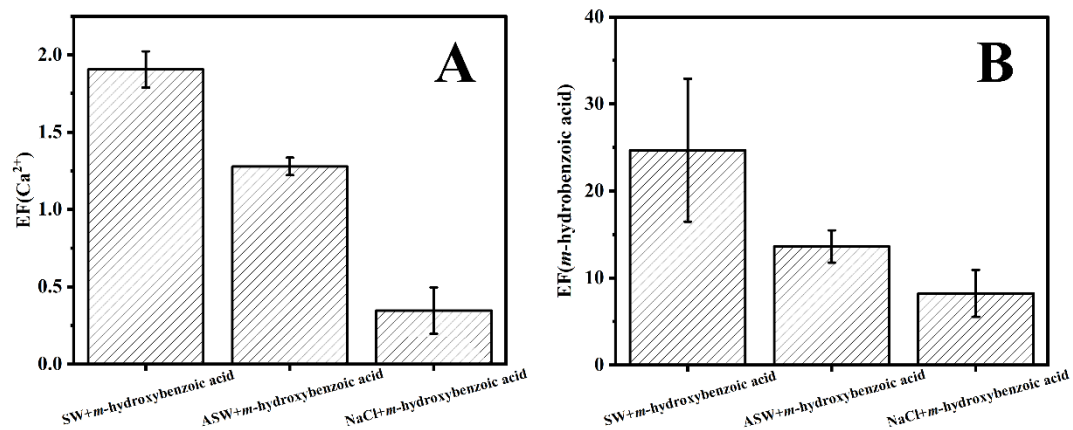 A
EF(Ca²⁺)
2.0
1.5
1.0
0.5
0.0
SW+m-hydroxybenzoic acid
ASW+m-hydroxybenzoic acid
NaCl+m-hydroxybenzoic acid
B
EF(m-hydrobenzoic acid)
40
30
20
10
0
SW+m-hydroxybenzoic acid
ASW+m-hydroxybenzoic acid
NaCl+m-hydroxybenzoic acid